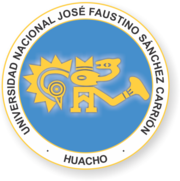 UNIVERSIDAD NACIONAL JOSÉ FAUSTINO SÁNCHEZ CARRIÓN
· HUACHO ·